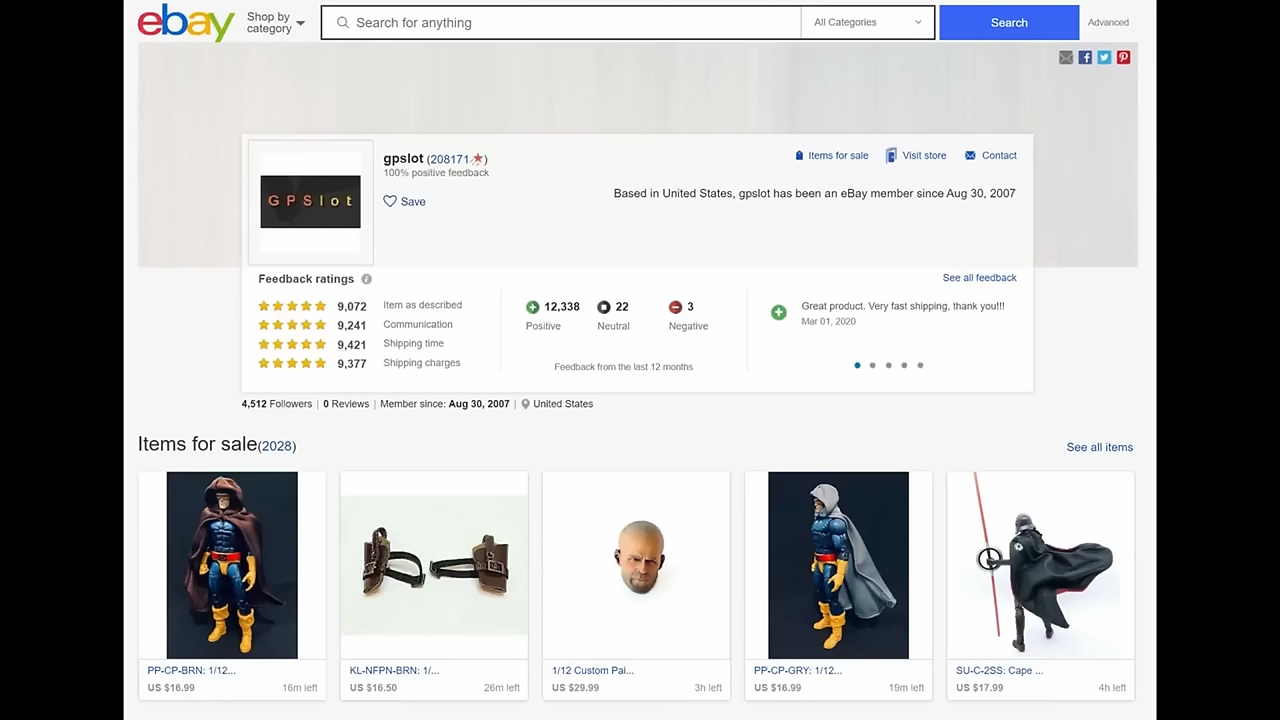 ebay
Shop by
category
Search for anything
All Categories
Search
Advanced
GPSlot
gpslot (208171)
100% positive feedback
Save
Items for sale
Visit store
Contact
Based in United States, gpslot has been an eBay member since Aug 30, 2007
Feedback ratings
See all feedback
9,072 Item as described
9,241 Communication
9,421 Shipping time
9,377 Shipping charges
12,338
Positive
22
Neutral
3
Negative
Feedback from the last 12 months
Great product. Very fast shipping, thank you!!!
Mar 01, 2020
4,512 Followers | 0 Reviews | Member since: Aug 30, 2007 | United States
Items for sale(2028)
See all items
PP-CP-BRN: 1/12...
US $16.99 16m left
KL-NFPN-BRN: 1/...
US $16.50 26m left
1/12 Custom Pai...
US $29.99 3h left
PP-CP-GRY: 1/12...
US $16.99 19m left
SU-C-2SS: Cape ...
US $17.99 4h left